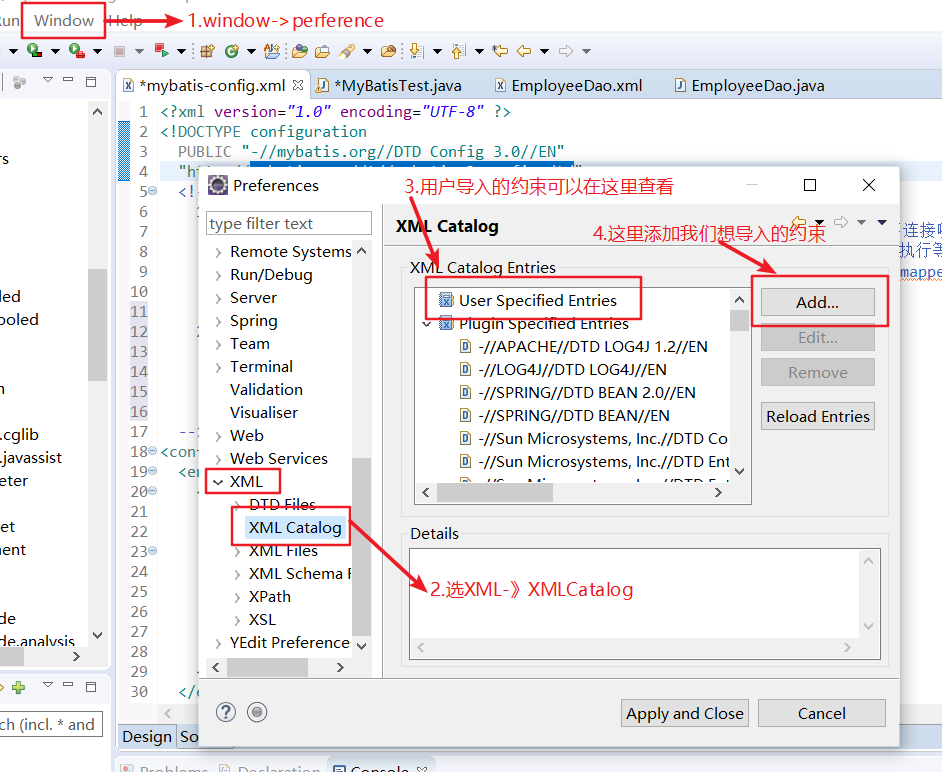 Run Window Help 1.window->perference
*mybatis-config.xml *MyBatisTest.java EmployeeDao.xml EmployeeDao.java
1 <?xml version="1.0" encoding="UTF-8" ?>
2 <!DOCTYPE configuration
3 PUBLIC "-//mybatis.org//DTD Config 3.0//EN"
4
5 <!-
6
7
8
9
10
11
12
13
14
15
16
17 --
18 <con
19 <e
20
21
22
23
24
25
26
27
28
29
30 </e
连接
执行等
mappe
rs
led
ooled
n
.cglib
.javassist
eter
et
nent
de
de.analysis
ch (incl. * and
Preferences
3.用户导入的约束可以在这里查看
type filter text
XML Catalog
4.这里添加我们想导入的约束
Remote Systems
Run/Debug
Server
Spring
Team
Terminal
Validation
Visualiser
Web
Web Services
XML
DTD Files
XML Catalog
XML Files
XML Schema F
XPath
XSL
YEdit Preference
XML Catalog Entries
User Specified Entries
Plugin Specified Entries
-//APACHE//DTD LOG4J 1.2//EN
-//LOG4J//DTD LOG4J//EN
-//SPRING//DTD BEAN 2.0//EN
-//SPRING//DTD BEAN//EN
-//Sun Microsystems, Inc.//DTD Co
-//Sun Microsystems, Inc.//DTD Ent
Add...
Edit...
Remove
Reload Entries
Details
2.选XML-》XMLCatalog
Apply and Close
Cancel
Design So
Problems Declaration Console